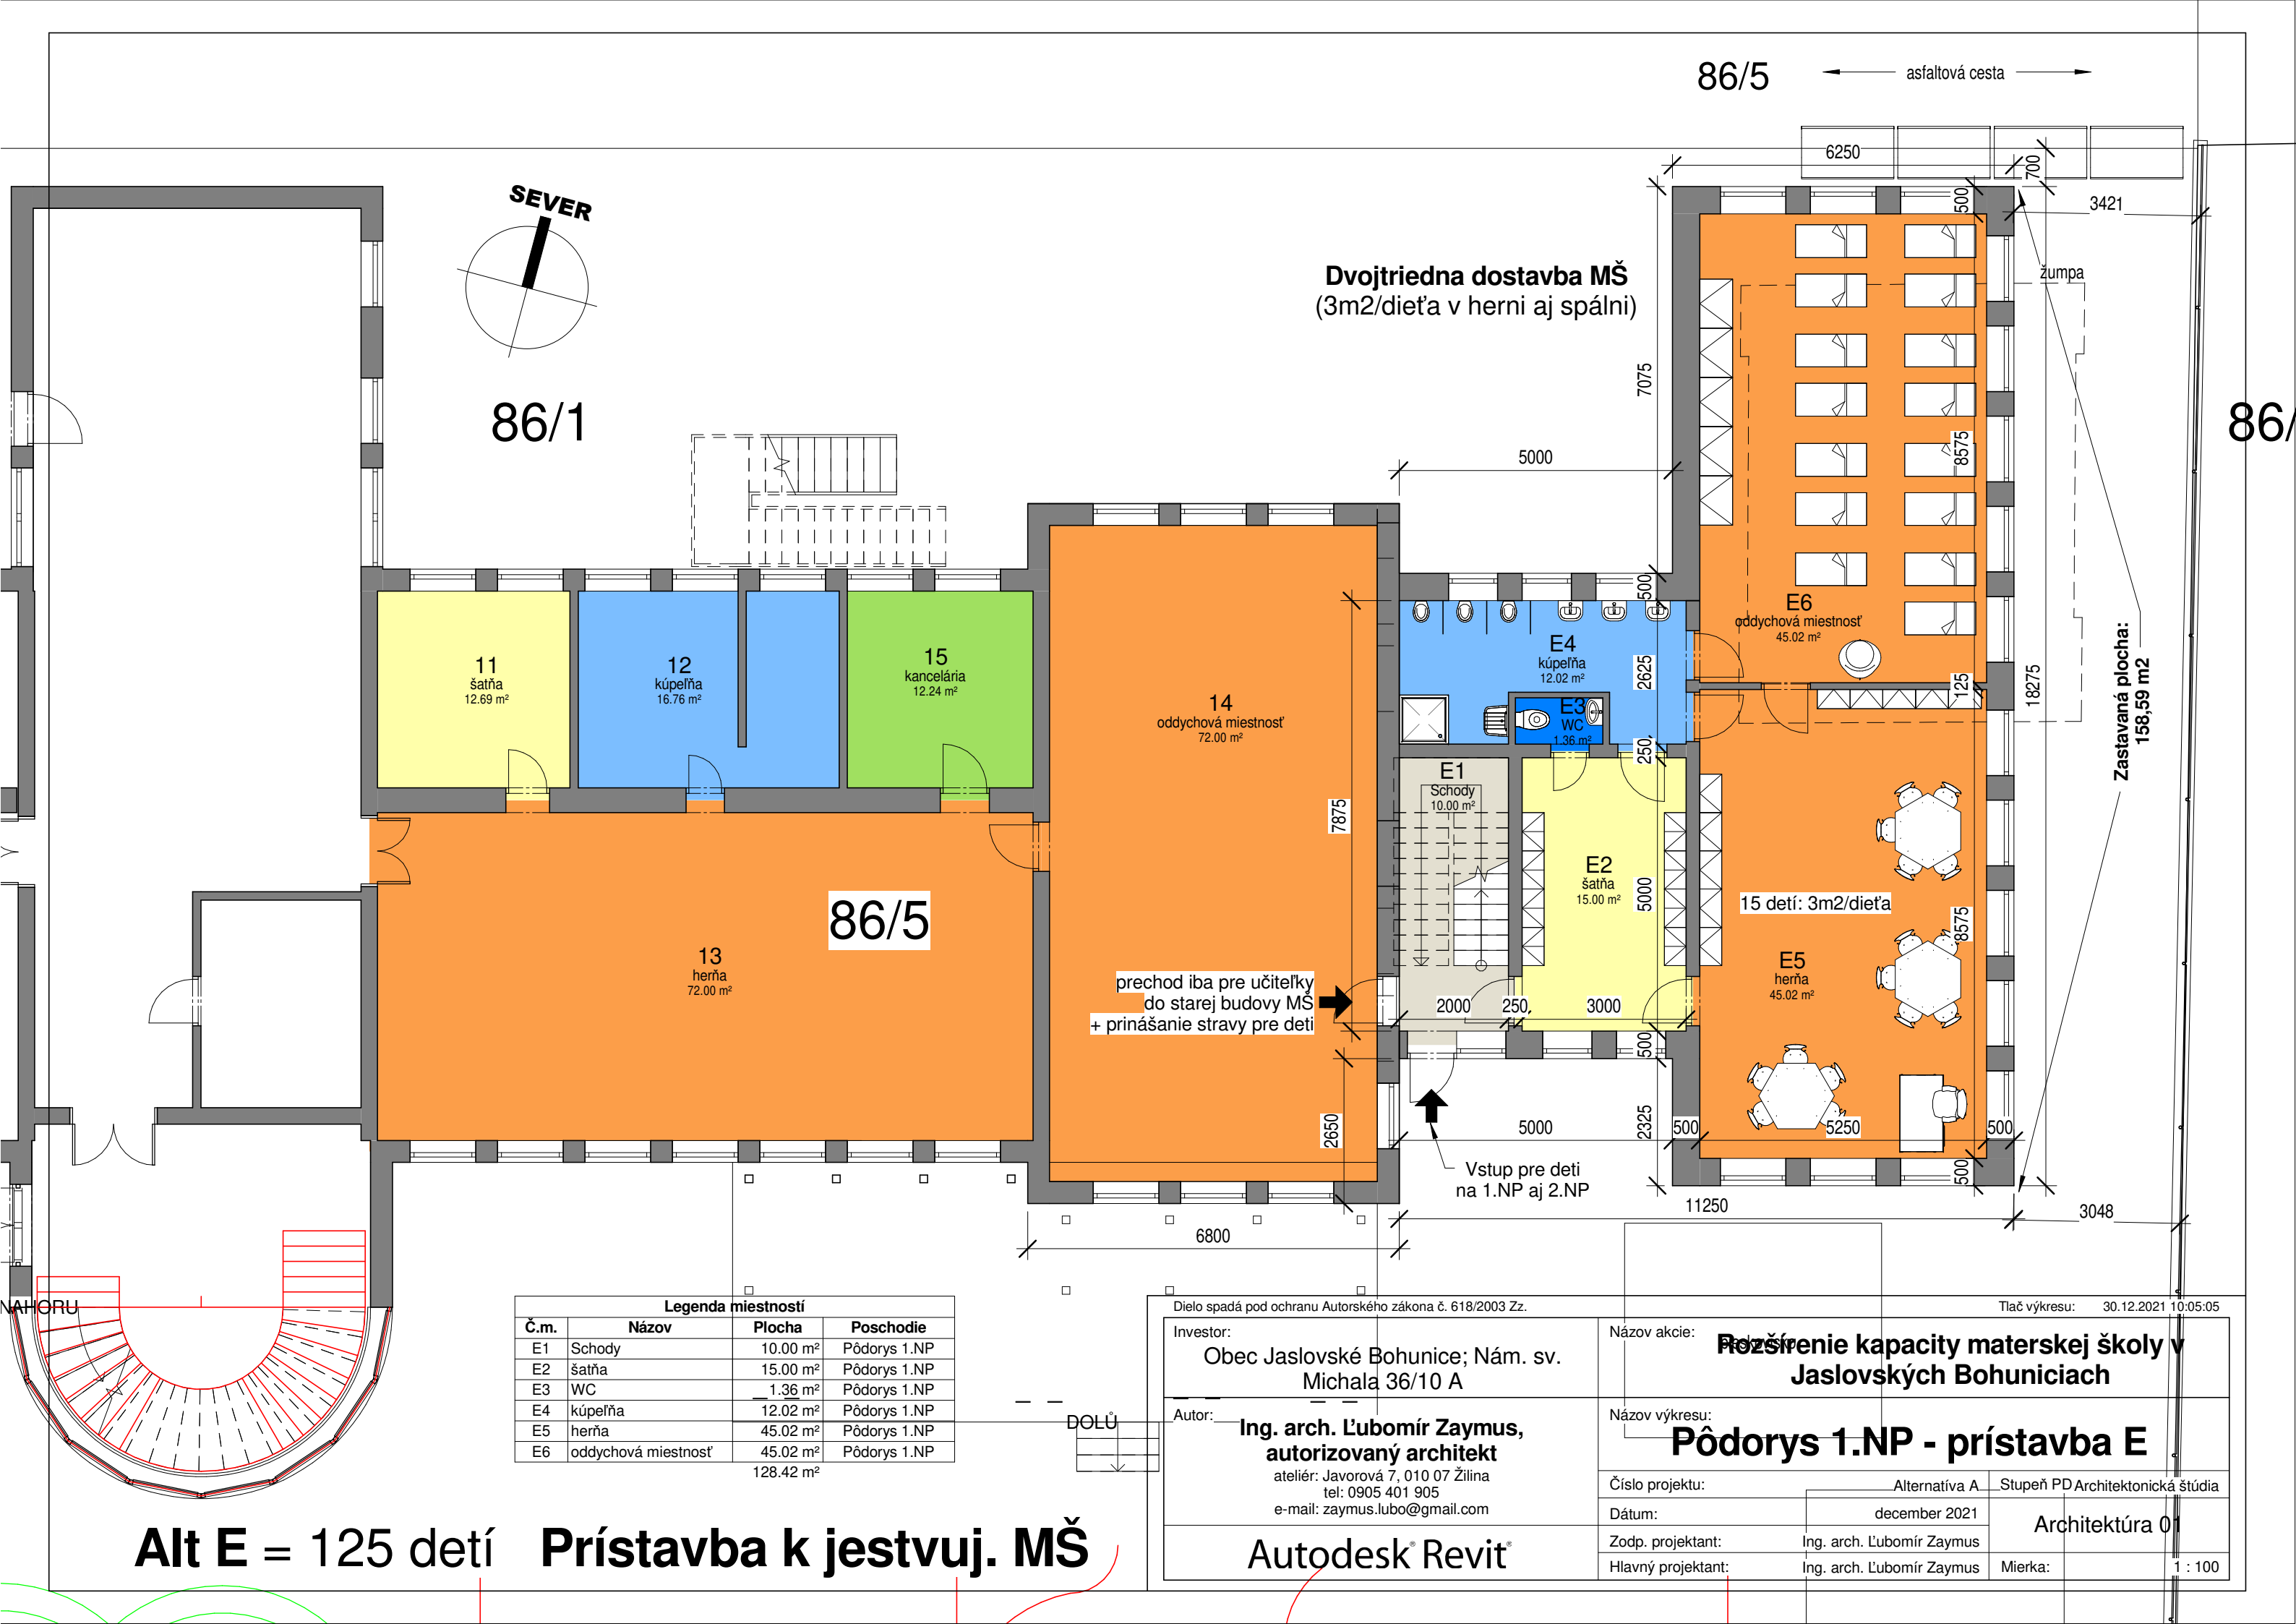 86/5
asfaltová cesta
6250
700
500
3421
SEVER
Dvojtriedna dostavba MŠ
(3m2/dieťa v herni aj spálni)
žumpa
7075
86/1
86/
5000
8575
500
E6
oddychová miestnosť
45.02 m²
E4
kúpeľňa
12.02 m²
2625
11
šatňa
12.69 m²
12
kúpeľňa
16.76 m²
15
kancelária
12.24 m²
14
oddychová miestnosť
72.00 m²
125
18275
Zastavaná plocha:
158,59 m2
E3
WC
1.36 m²
250
E1
Schody
10.00 m²
7875
E2
šatňa
15.00 m²
5000
15 detí: 3m2/dieťa
8575
86/5
13
herňa
72.00 m²
E5
herňa
45.02 m²
prechod iba pre učiteľky
do starej budovy MŠ
+ prinášanie stravy pre deti
2000
250
3000
500
2650
5000
2325
500
5250
500
500
Vstup pre deti
na 1.NP aj 2.NP
11250
3048
6800
NAHORU
Legenda miestností
Č.m. Názov Plocha Poschodie
E1 Schody 10.00 m² Pôdorys 1.NP
E2 šatňa 15.00 m² Pôdorys 1.NP
E3 WC 1.36 m² Pôdorys 1.NP
E4 kúpeľňa 12.02 m² Pôdorys 1.NP
E5 herňa 45.02 m² Pôdorys 1.NP
E6 oddychová miestnosť 45.02 m² Pôdorys 1.NP
128.42 m²
DOLŮ
Alt E = 125 detí Prístavba k jestvuj. MŠ
Dielo spadá pod ochranu Autorského zákona č. 618/2003 Zz.
Tlač výkresu: 30.12.2021 10:05:05
Investor:
Obec Jaslovské Bohunice; Nám. sv.
Michala 36/10 A
Názov akcie:
Rozšírenie kapacity materskej školy v
Jaslovských Bohuniciach
Autor:
Ing. arch. Ľubomír Zaymus,
autorizovaný architekt
ateliér: Javorová 7, 010 07 Žilina
tel: 0905 401 905
e-mail: zaymus.lubo@gmail.com
Názov výkresu:
Pôdorys 1.NP - prístavba E
Číslo projektu: Alternatíva A
Stupeň PD Architektonická štúdia
Dátum: december 2021
Architektúra 01
Zodp. projektant: Ing. arch. Ľubomír Zaymus
Hlavný projektant: Ing. arch. Ľubomír Zaymus
Mierka: 1 : 100
Autodesk® Revit®